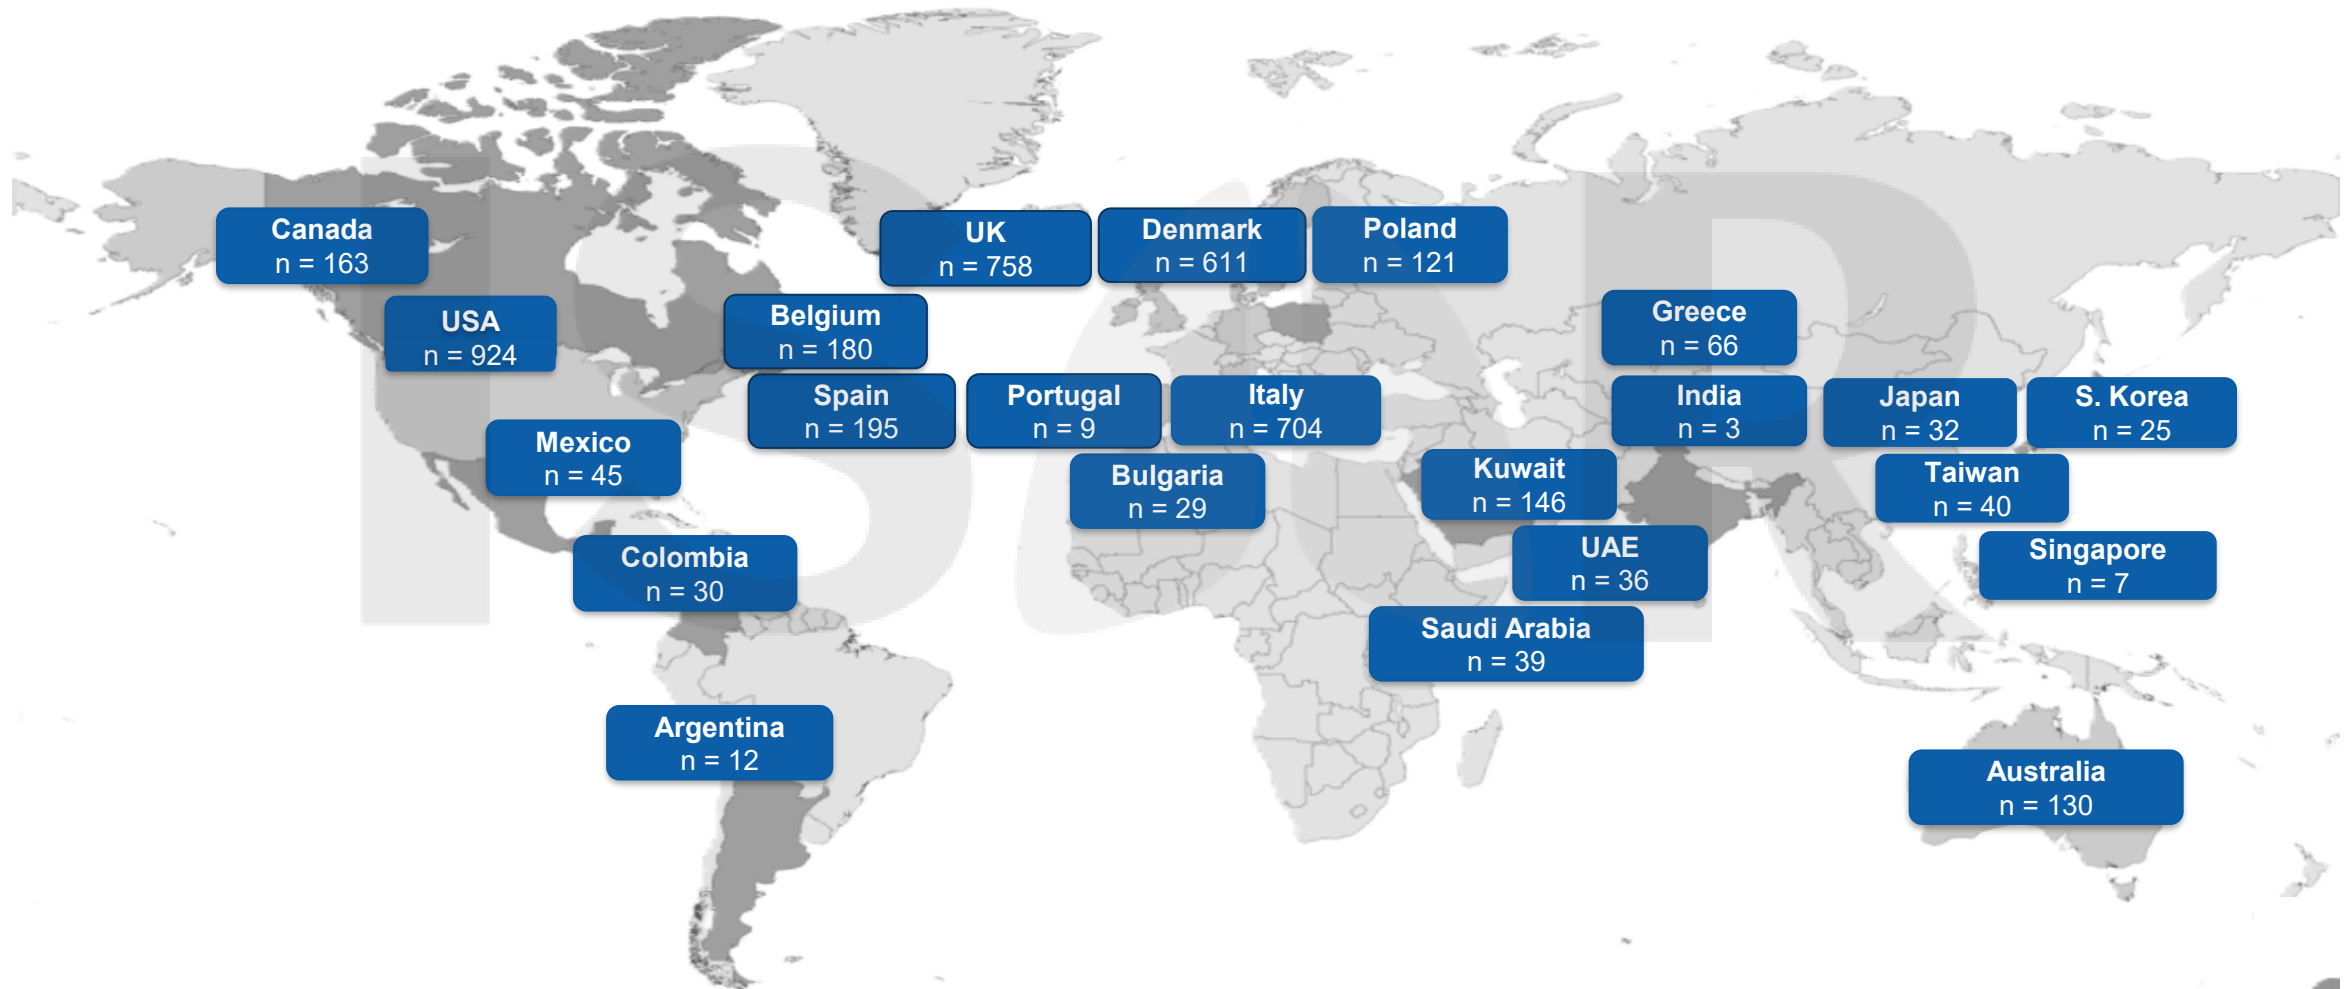 Canada
n = 163
UK
n = 758
Denmark
n = 611
Poland
n = 121
USA
n = 924
Belgium
n = 180
Greece
n = 66
Spain
n = 195
Portugal
n = 9
Italy
n = 704
India
n = 3
Japan
n = 32
S. Korea
n = 25
Mexico
n = 45
Bulgaria
n = 29
Kuwait
n = 146
Taiwan
n = 40
Colombia
n = 30
UAE
n = 36
Singapore
n = 7
Saudi Arabia
n = 39
Argentina
n = 12
Australia
n = 130